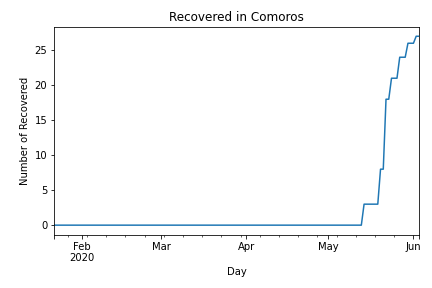 Recovered in Comoros
Number of Recovered
25
20
15
10
5
0
Feb
2020
Mar
Apr
May
Jun
Day